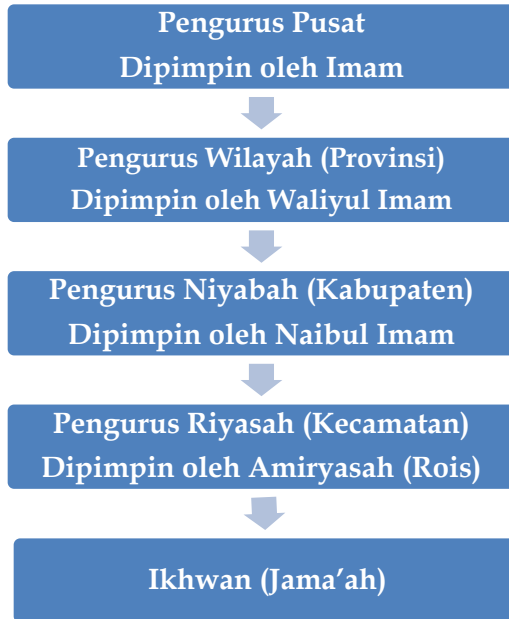 Pengurus Pusat
Dipimpin oleh Imam
Pengurus Wilayah (Provinsi)
Dipimpin oleh Waliyul Imam
Pengurus Niyabah (Kabupaten)
Dipimpin oleh Naibul Imam
Pengurus Riyasah (Kecamatan)
Dipimpin oleh Amiryasah (Rois)
Ikhwan (Jama’ah)